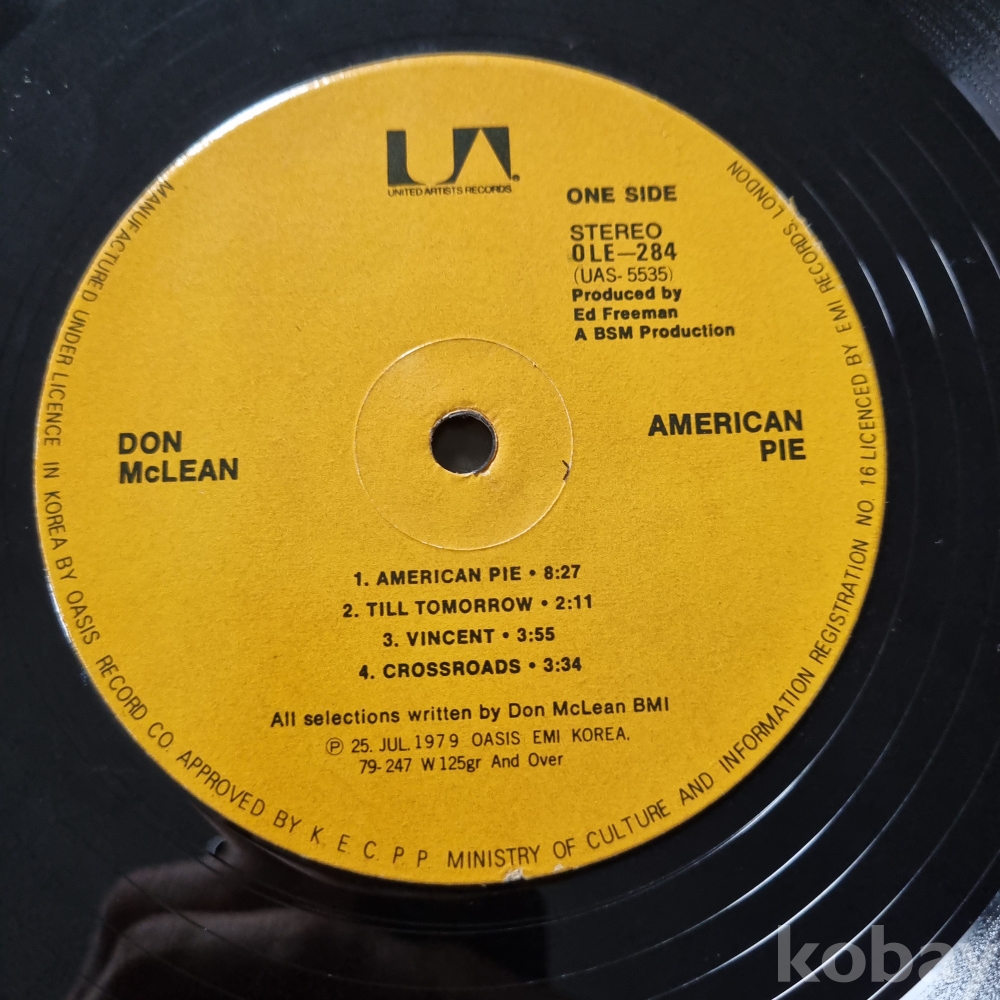 UA
UNITED ARTISTS RECORDS
ONE SIDE
STEREO
OLE—284
(UAS-5535)
Produced by
Ed Freeman
A BSM Production
DON
McLEAN
AMERICAN
PIE
1. AMERICAN PIE • 8:27
2. TILL TOMORROW • 2:11
3. VINCENT • 3:55
4. CROSSROADS • 3:34
All selections written by Don McLean BMI
Ⓟ 25. JUL. 1979 OASIS EMI KOREA.
79-247 W125gr And Over
MANUFACTURED UNDER LICENCE IN KOREA BY OASIS RECORD CO. APPROVED BY K. E. C. P. P MINISTRY OF CULTURE AND INFORMATION REGISTRATION NO. 16 LICENCED BY EMI RECORDS. LONDON
kobay